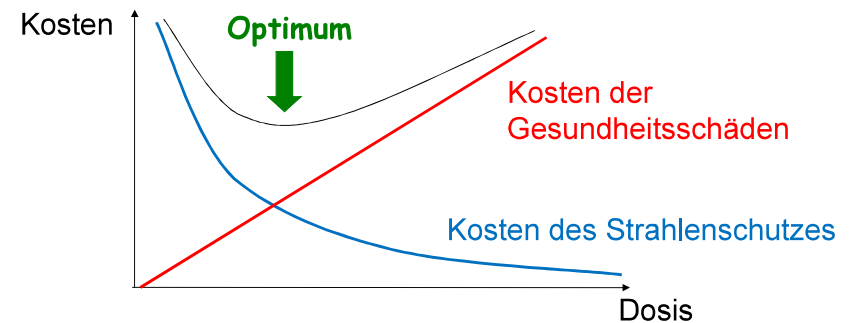 Kosten
Optimum
Kosten der
Gesundheitsschäden
Kosten des Strahlenschutzes
Dosis